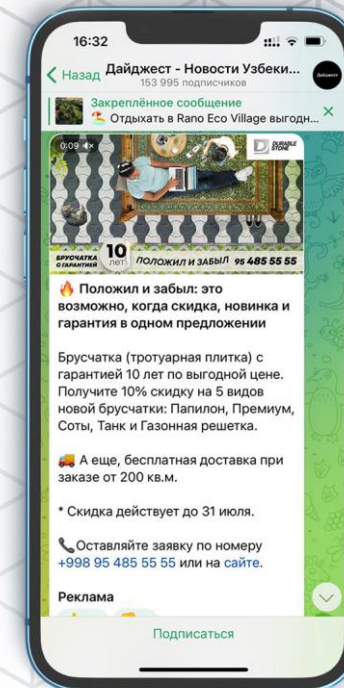 16:32
Назад
Дайджест - Новости Узбеки...
153 995 подписчиков
Закреплённое сообщение
Отдыхать в Rano Eco Village выгодн...
0:09
DURABLE
STONE
БРУСЧАТКА
С ГАРАНТИЕЙ
10
лет
ПОЛОЖИЛ И ЗАБЫЛ
95 485 55 55
🔥 Положил и забыл: это
возможно, когда скидка, новинка и
гарантия в одном предложении
Брусчатка (тротуарная плитка) с
гарантией 10 лет по выгодной цене.
Получите 10% скидку на 5 видов
новой брусчатки: Папилон, Премиум,
Соты, Танк и Газонная решетка.
🚚 А еще, бесплатная доставка при
заказе от 200 кв.м.
* Скидка действует до 31 июля.
📞Оставляйте заявку по номеру
+998 95 485 55 55 или на сайте.
Реклама
Подписаться